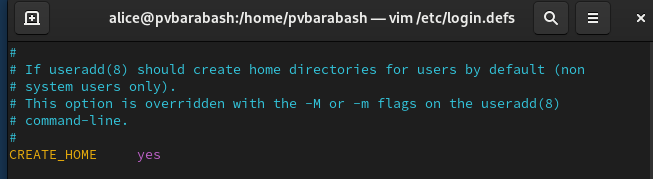 alice@pvbarabash:/home/pvbarabash — vim /etc/login.defs
#
# If useradd(8) should create home directories for users by default (non
# system users only).
# This option is overridden with the -M or -m flags on the useradd(8)
# command-line.
#
CREATE_HOME     yes